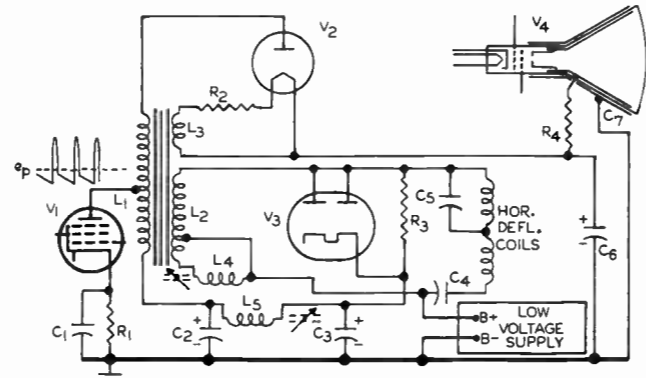 V2
V4
R2
L3
C7
R4
ep
L1
V1
L2
V3
R3
C5
HOR.
DEFL.
COILS
L4
C4
+
-
C6
L5
C1
R1
+
C2
-
+
C3
-
B+
B-
LOW
VOLTAGE
SUPPLY